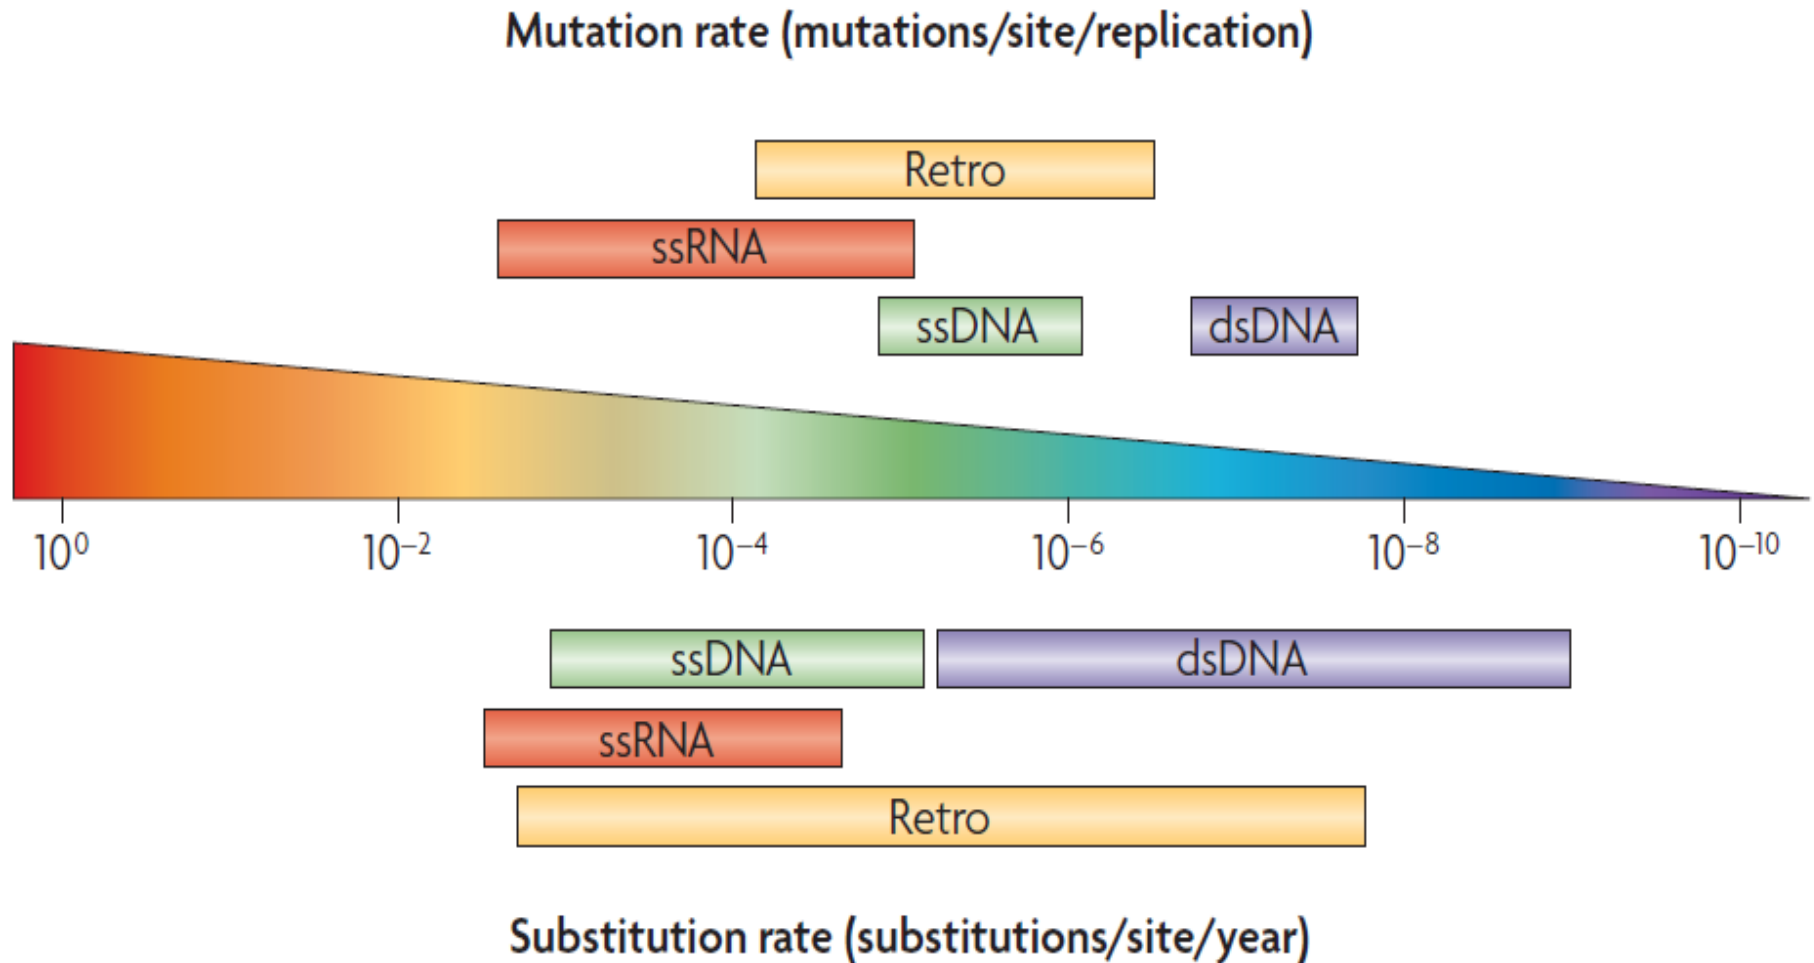 Mutation rate (mutations/site/replication)
Retro
ssRNA
ssDNA dsDNA
10⁰ 10⁻² 10⁻⁴ 10⁻⁶ 10⁻⁸ 10⁻¹⁰
ssDNA dsDNA
ssRNA
Retro
Substitution rate (substitutions/site/year)